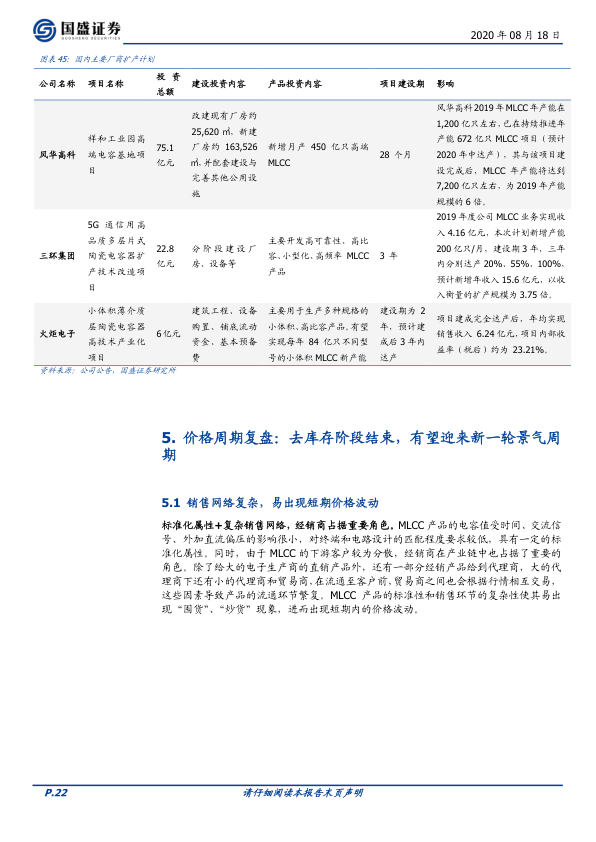 国盛证券
GUOSHENG SECURITIES
2020 年 08 月 18 日
图表 45：国内主要厂商扩产计划
公司名称 项目名称 投资总额 建设投资内容 产品投资内容 项目建设期 影响
风华高科
祥和工业园高
端电容基地项
目
75.1
亿元
改建现有厂房约
25,620 ㎡，新建
厂房约 163,526
㎡，并配套建设与
完善其他公用设
施
新增月产 450 亿只高端
MLCC
28 个月
风华高科 2019 年 MLCC 年产能在
1,200 亿只左右，已在持续推进年
产能 672 亿只 MLCC 项目（预计
2020 年中达产），其与该项目建
设完成后，MLCC 年产能将达到
7,200 亿只左右，为 2019 年产能
规模的 6 倍。
三环集团
5G 通信用高
品质多层片式
陶瓷电容器扩
产技术改造项
目
22.8
亿元
分阶段建设厂
房、设备等
主要开发高可靠性、高比
容、小型化、高频率 MLCC
产品
3 年
2019 年度公司 MLCC 业务实现收
入 4.16 亿元，本次计划新增产能
200 亿只/月，建设期 3 年，三年
内分别达产 20%、55%、100%，
预计新增年收入 15.6 亿元，以收
入衡量的扩产规模为 3.75 倍。
火炬电子
小体积薄介质
层陶瓷电容器
高技术产业化
项目
6 亿元
建筑工程、设备
购置、铺底流动
资金、基本预备
费
主要用于生产多种规格的
小体积、高比容产品，有望
实现每年 84 亿只不同型
号的小体积 MLCC 新产能
建设期为 2
年，预计建
成后 3 年内
达产
项目建成完全达产后，年均实现
销售收入 6.24 亿元，项目内部收
益率（税后）约为 23.21%。
资料来源：公司公告，国盛证券研究所
5. 价格周期复盘：去库存阶段结束，有望迎来新一轮景气周
期
5.1 销售网络复杂，易出现短期价格波动
标准化属性+复杂销售网络，经销商占据重要角色。MLCC 产品的电容值受时间、交流信
号、外加直流偏压的影响很小，对终端和电路设计的匹配程度要求较低，具有一定的标
准化属性。同时，由于 MLCC 的下游客户较为分散，经销商在产业链中也占据了重要的
角色。除了给大的电子生产商的直销产品外，还有一部分经销产品给到代理商，大的代
理商下还有小的代理商和贸易商，在流通至客户前，贸易商之间也会根据行情相互交易，
这些因素导致产品的流通环节繁复。MLCC 产品的标准性和销售环节的复杂性使其易出
现“囤货”、“炒货”现象，进而出现短期内的价格波动。
P.22
请仔细阅读本报告末页声明